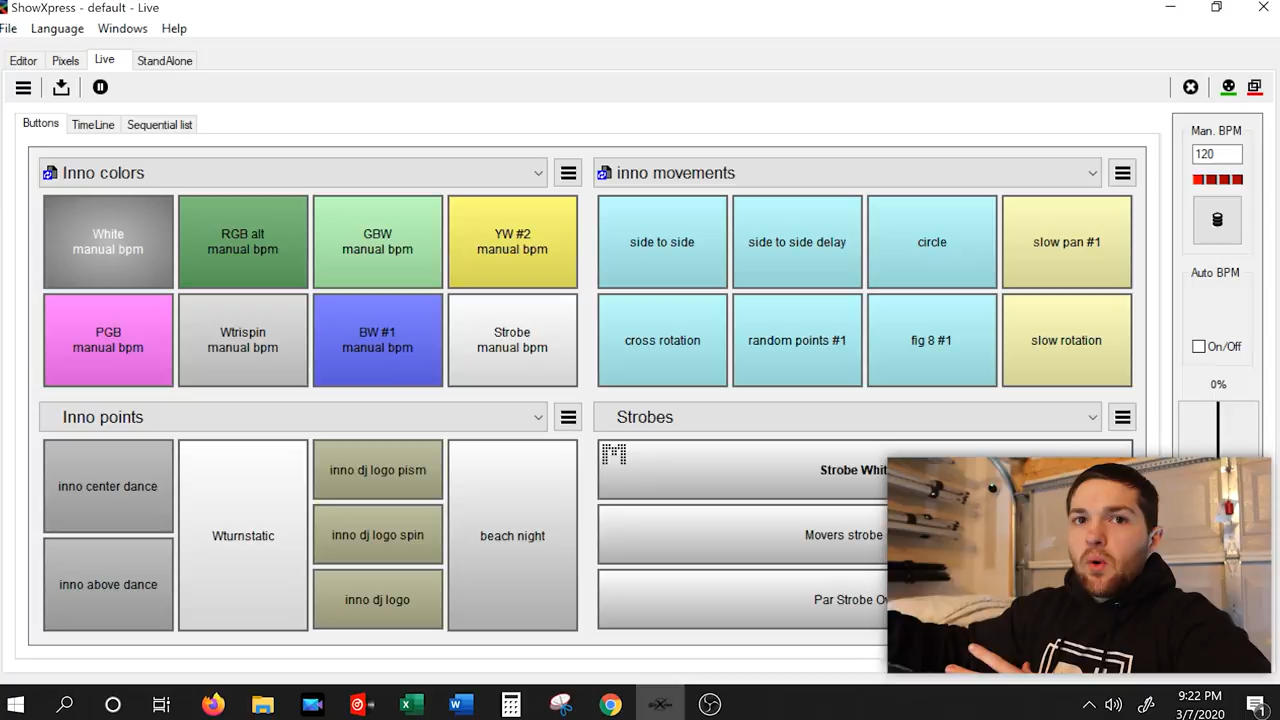 ShowXpress - default - Live
File Language Windows Help
Editor Pixels Live StandAlone
Buttons TimeLine Sequential list
Man. BPM
120
Auto BPM
On/Off
0%
Inno colors
White
manual bpm
RGB alt
manual bpm
GBW
manual bpm
YW #2
manual bpm
PGB
manual bpm
Wtrispin
manual bpm
BW #1
manual bpm
Strobe
manual bpm
inno movements
side to side
side to side delay
circle
slow pan #1
cross rotation
random points #1
fig 8 #1
slow rotation
Inno points
inno center dance
inno above dance
Wturnstatic
inno dj logo pism
inno dj logo spin
inno dj logo
beach night
Strobes
M
Strobe Whit
Movers strobe
Par Strobe O
9:22 PM
3/7/2020
1